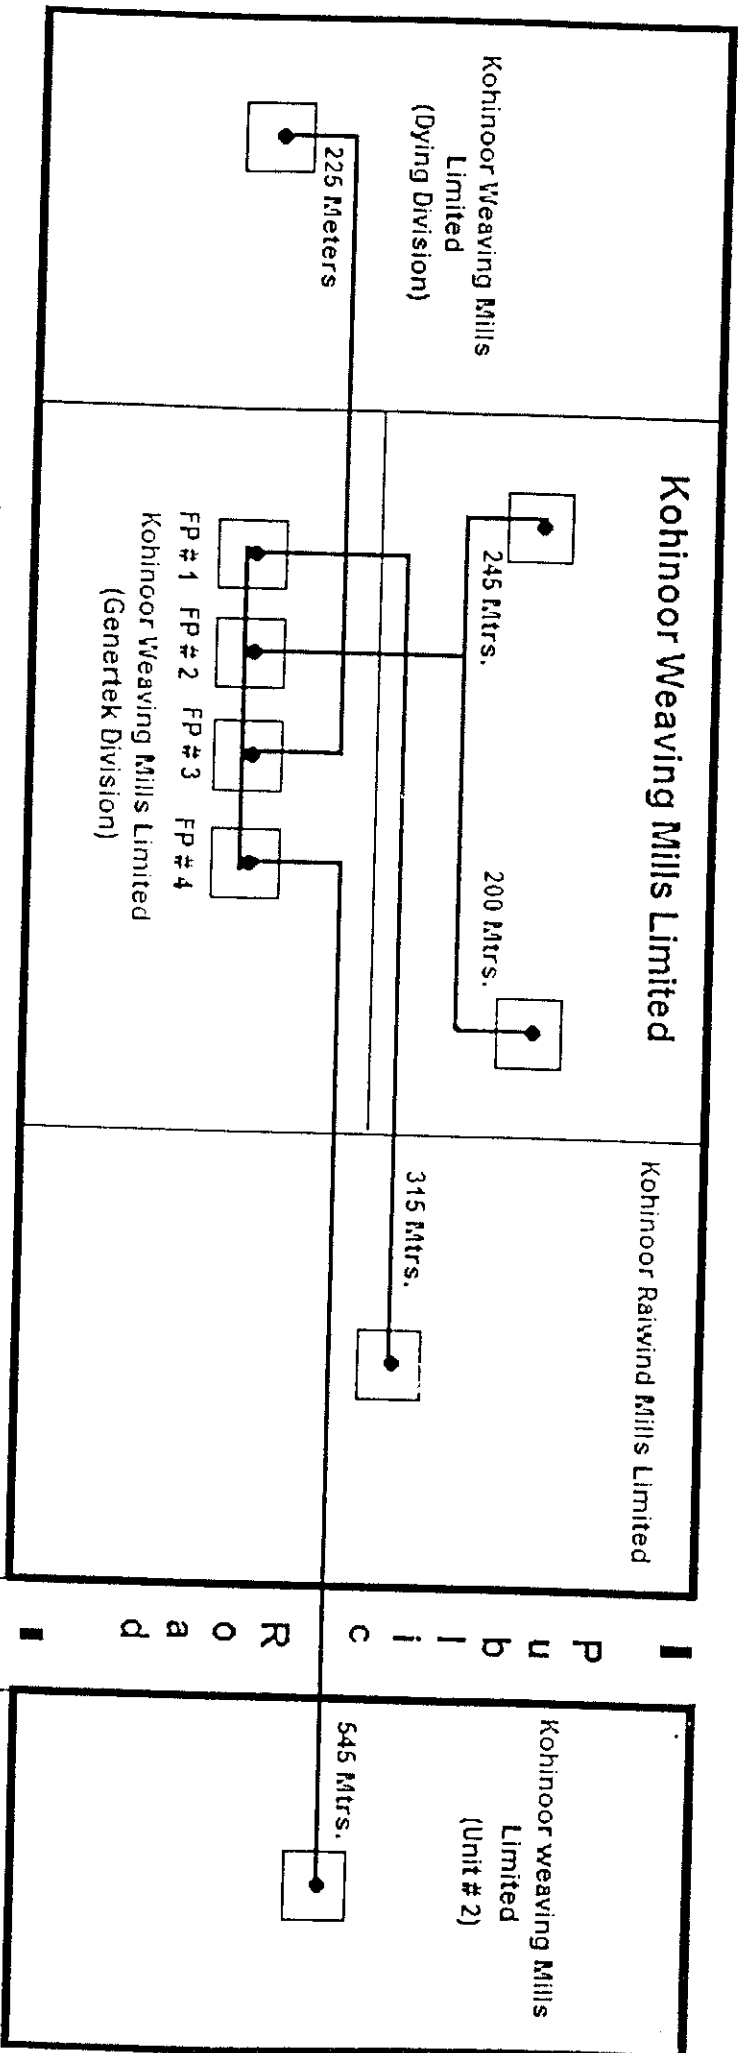 Kohinoor Weaving Mills Limited
Kohinoor Weaving Mills
Limited
(Dying Division)
225 Meters
245 Mtrs.
200 Mtrs.
FP # 1
FP # 2
FP # 3
FP # 4
Kohinoor Weaving Mills Limited
(Genertek Division)
Kohinoor Raiwind Mills Limited
315 Mtrs.
Public Road
Kohinoor weaving Mills
Limited
(Unit # 2)
545 Mtrs.